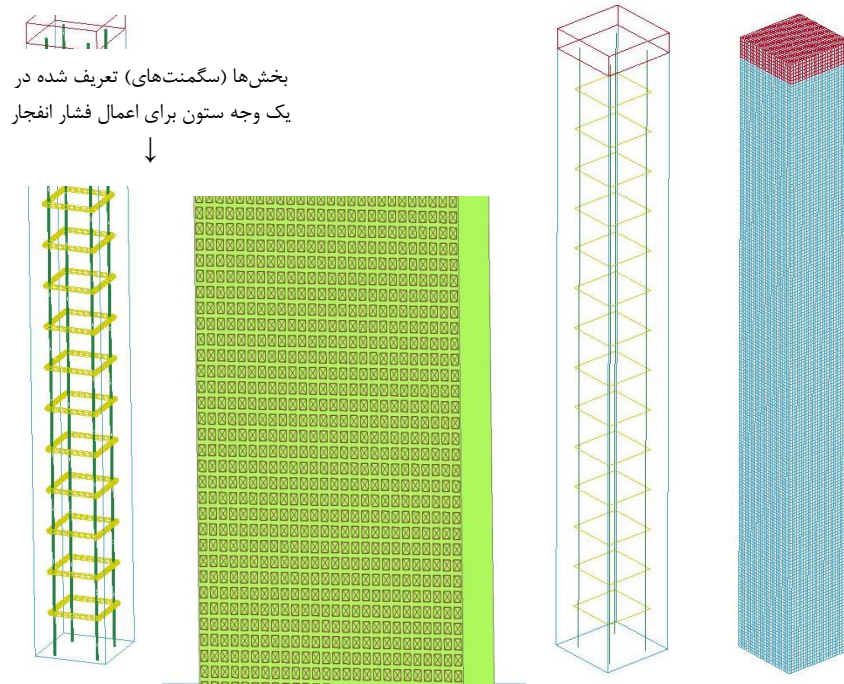 بخش‌ها (سگمنت‌های) تعریف شده در
یک وجه ستون برای اعمال فشار انفجار
↓